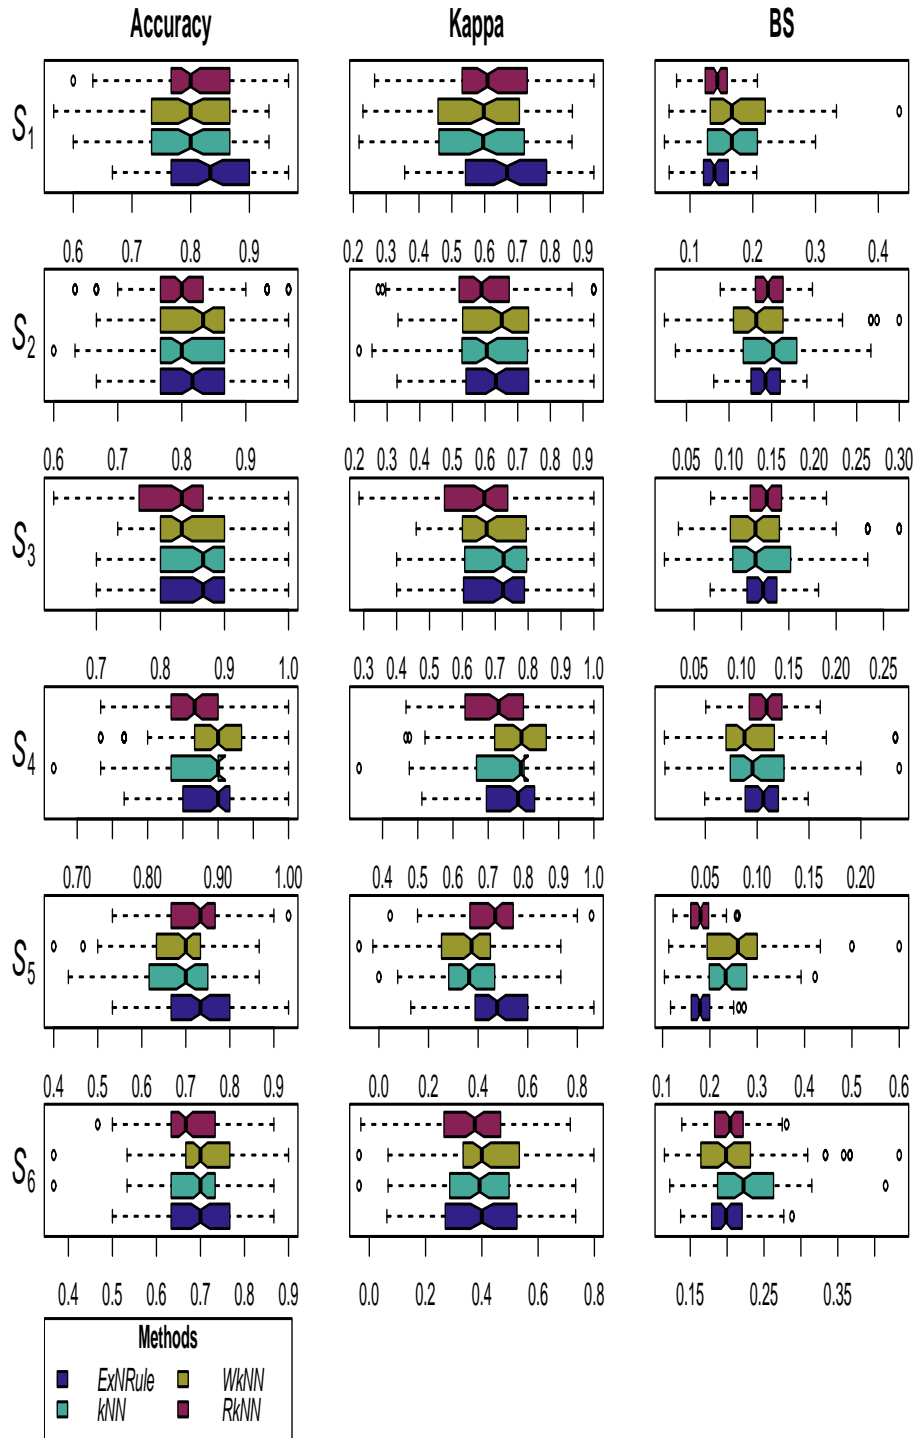 Accuracy Kappa BS
S1
0.6 0.7 0.8 0.9 0.2 0.3 0.4 0.5 0.6 0.7 0.8 0.9 0.1 0.2 0.3 0.4
S2
0.6 0.7 0.8 0.9 0.2 0.3 0.4 0.5 0.6 0.7 0.8 0.9 0.05 0.10 0.15 0.20 0.25 0.30
S3
0.7 0.8 0.9 1.0 0.3 0.4 0.5 0.6 0.7 0.8 0.9 1.0 0.05 0.10 0.15 0.20 0.25
S4
0.70 0.80 0.90 1.00 0.4 0.5 0.6 0.7 0.8 0.9 1.0 0.05 0.10 0.15 0.20
S5
0.4 0.5 0.6 0.7 0.8 0.9 0.0 0.2 0.4 0.6 0.8 0.1 0.2 0.3 0.4 0.5 0.6
S6
0.4 0.5 0.6 0.7 0.8 0.9 0.0 0.2 0.4 0.6 0.8 0.15 0.25 0.35
Methods
ExNRule WkNN
kNN RkNN